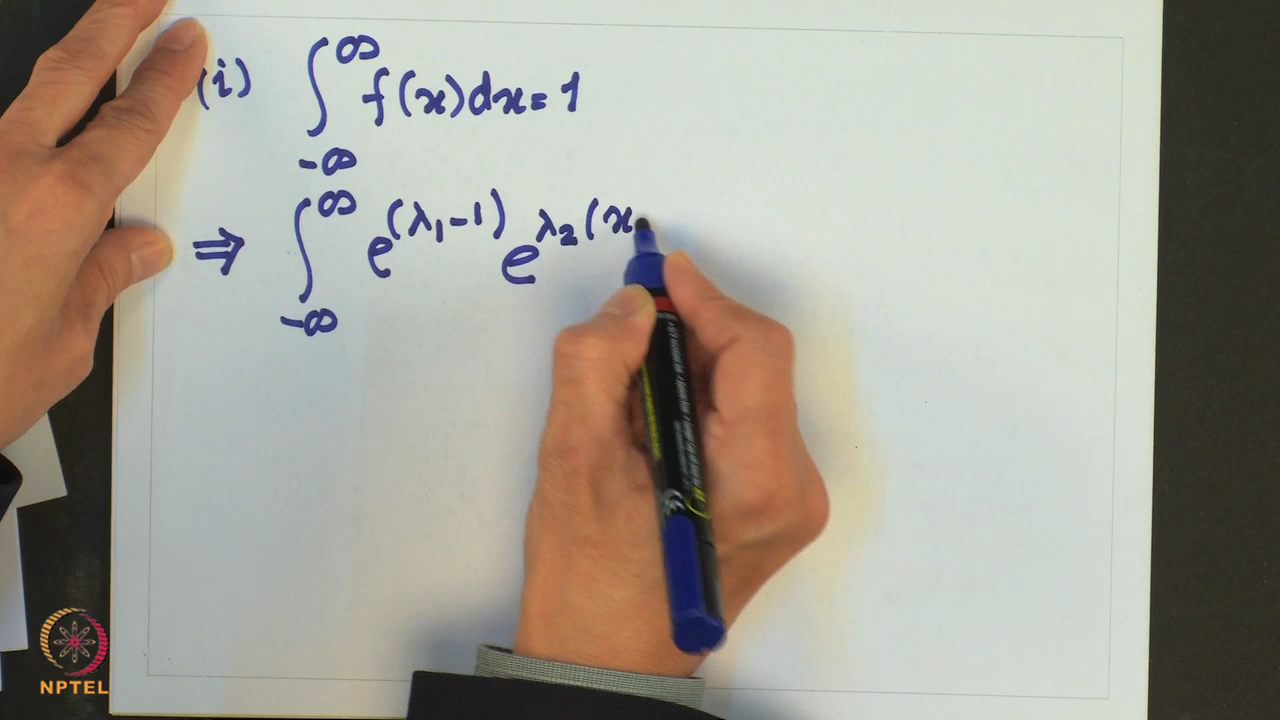 (i) ∫_{-∞}^{∞} f(x)dx=1
⇒ ∫_{-∞}^{∞} e^{(λ₁-1)} e^{λ₂(x
NPTEL